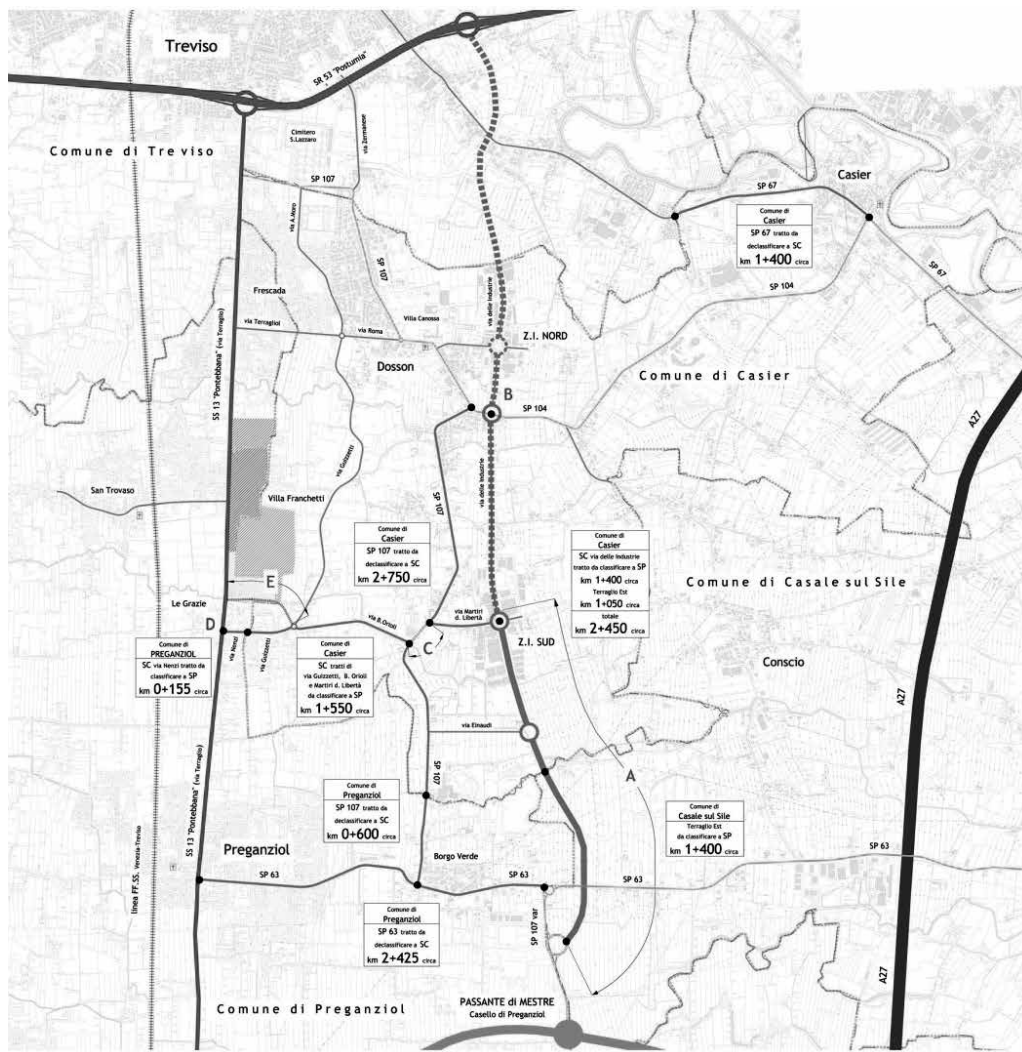 Treviso
SR 53 "Postumia"
Comune di Treviso
Cimitero
S.Lazzaro
via Zermanese
SP 107
via A.Moro
SP 107
Casier
SP 67
Comune di
Casier
SP 67 tratto da
declassificare a SC
km 1+400 circa
SP 67
SP 104
Frescada
via Terragliol
via Roma
Villa Canossa
via delle Industrie
Z.I. NORD
Dosson
Comune di Casier
SS 13 "Pontebbana" (via Terraglio)
B
SP 104
A27
via Guizzetti
San Trovaso
Villa Franchetti
SP 107
via delle Industrie
Comune di
Casier
SP 107 tratto da
declassificare a SC
km 2+750 circa
Comune di
Casier
SC via delle Industrie
tratto da classificare a SP
km 1+400 circa
Terraglio Est
km 1+050 circa
totale
km 2+450 circa
Comune di Casale sul Sile
E
Le Grazie
D
via B.Orioli
via Martiri
d. Libertà
C
Z.I. SUD
via Nenzi
via Guizzetti
Comune di
PREGANZIOL
SC via Nenzi tratto da
classificare a SP
km 0+155 circa
Comune di
Casier
SC tratti di
via Guizzetti, B. Orioli
e Martiri d. Libertà
da classificare a SP
km 1+550 circa
Conscio
A27
via Einaudi
A
SP 107
Comune di
Preganziol
SP 107 tratto da
declassificare a SC
km 0+600 circa
Comune di
Casale sul Sile
Terraglio Est
da classificare a SP
km 1+400 circa
SS 13 "Pontebbana" (via Terraglio)
linea FF.SS. Venezia-Treviso
Preganziol
Borgo Verde
SP 63
SP 63
SP 63
SP 63
Comune di
Preganziol
SP 63 tratto da
declassificare a SC
km 2+425 circa
SP 107 var
A27
Comune di Preganziol
PASSANTE di MESTRE
Casello di Preganziol